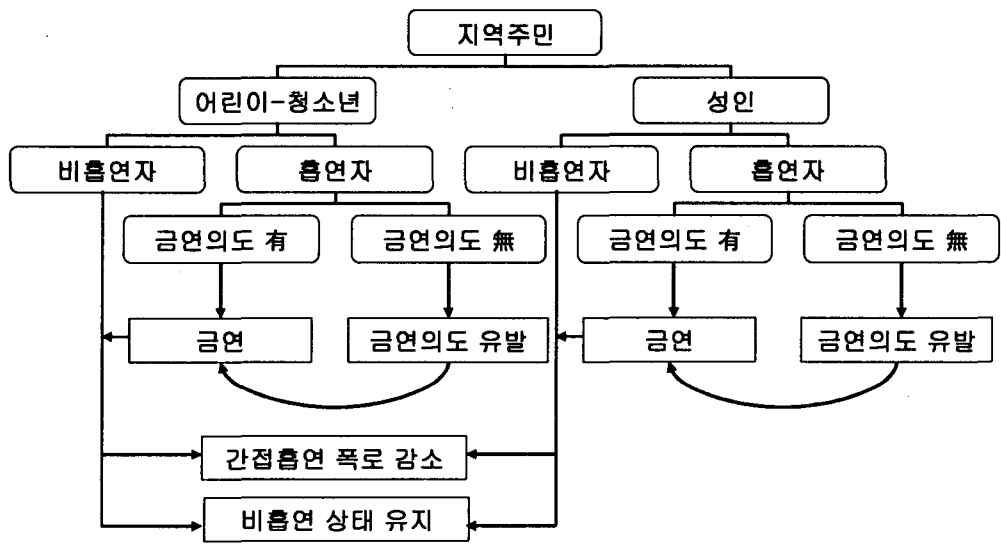 지역주민
어린이-청소년
성인
비흡연자
흡연자
비흡연자
흡연자
금연의도 有
금연의도 無
금연의도 有
금연의도 無
금연
금연의도 유발
금연
금연의도 유발
간접흡연 폭로 감소
비흡연 상태 유지